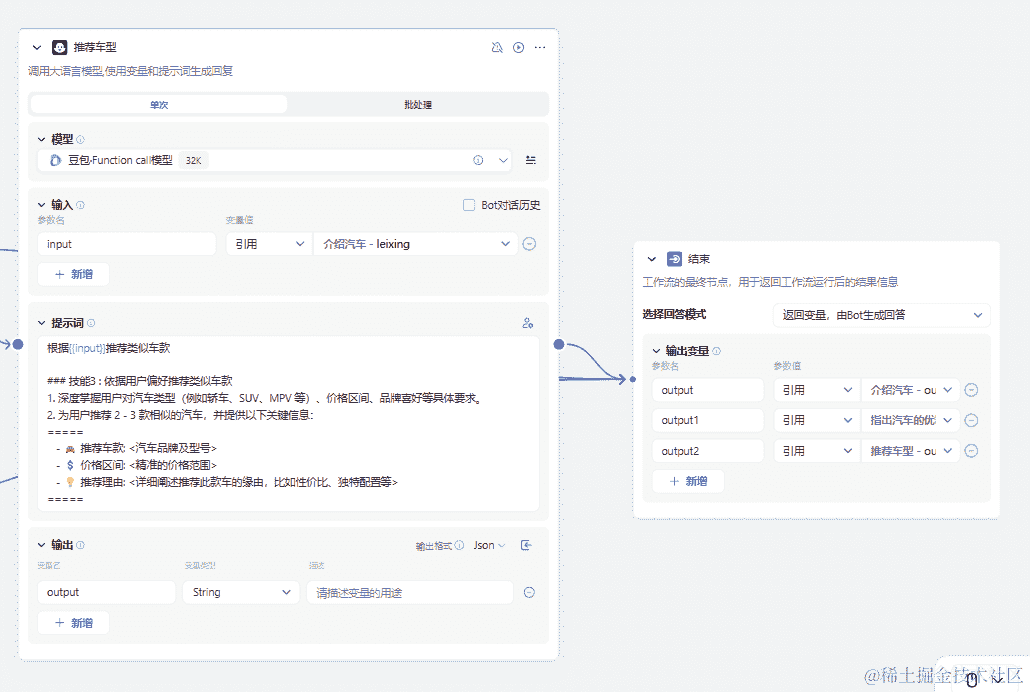 推荐车型
调用大语言模型,使用变量和提示词生成回复
单次
批处理
模型
豆包·Function call模型 32K
输入
Bot对话历史
参数名 变量值
input 引用 介绍汽车 - leixing
+ 新增
提示词
根据{{input}}推荐类似车款
### 技能3 : 依据用户偏好推荐类似车款
1. 深度掌握用户对汽车类型（例如轿车、SUV、MPV 等）、价格区间、品牌喜好等具体要求。
2. 为用户推荐 2 - 3 款相似的汽车，并提供以下关键信息：
=====
- 🚘 推荐车款: <汽车品牌及型号>
- 💲 价格区间: <精准的价格范围>
- 💡 推荐理由: <详细阐述推荐此款车的缘由，比如性价比、独特配置等>
=====
输出
输出格式 Json
变量名 变量类型 描述
output String 请描述变量的用途
+ 新增
结束
工作流的最终节点，用于返回工作流运行后的结果信息
选择回答模式 返回变量，由Bot生成回答
输出变量
参数名 参数值
output 引用 介绍汽车 - ou
output1 引用 指出汽车的优
output2 引用 推荐车型 - ou
+ 新增
@稀土掘金技术社区